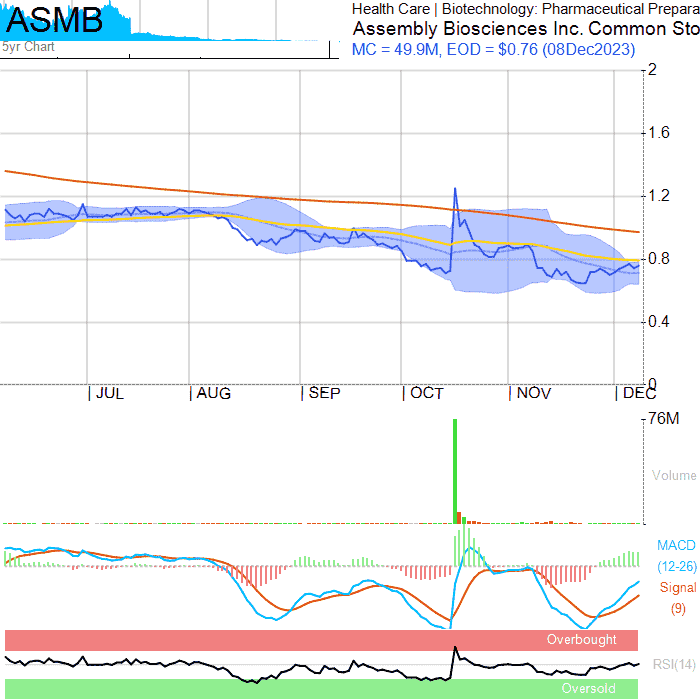 ASMB
5yr Chart
Health Care | Biotechnology: Pharmaceutical Prepara
Assembly Biosciences Inc. Common Sto
MC = 49.9M, EOD = $0.76 (08Dec2023)
2
1.6
1.2
0.8
0.4
0
JUL AUG SEP OCT NOV DEC
76M
Volume
MACD
(12-26)
Signal
(9)
Overbought
RSI(14)
Oversold